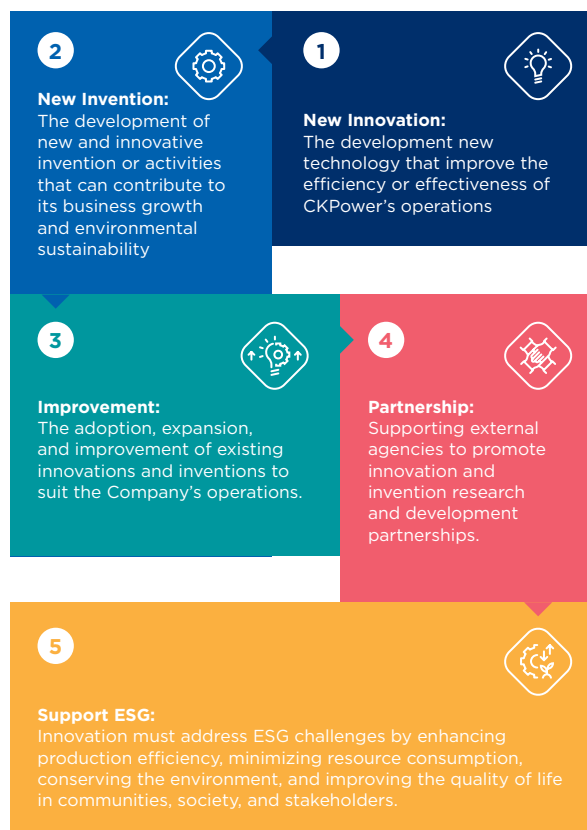 1
New Innovation:
The development new
technology that improve the
efficiency or effectiveness of
CKPower’s operations
2
New Invention:
The development of
new and innovative
invention or activities
that can contribute to
its business growth
and environmental
sustainability
3
Improvement:
The adoption, expansion,
and improvement of existing
innovations and inventions to
suit the Company’s operations.
4
Partnership:
Supporting external
agencies to promote
innovation and
invention research
and development
partnerships.
5
Support ESG:
Innovation must address ESG challenges by enhancing
production efficiency, minimizing resource consumption,
conserving the environment, and improving the quality of life
in communities, society, and stakeholders.